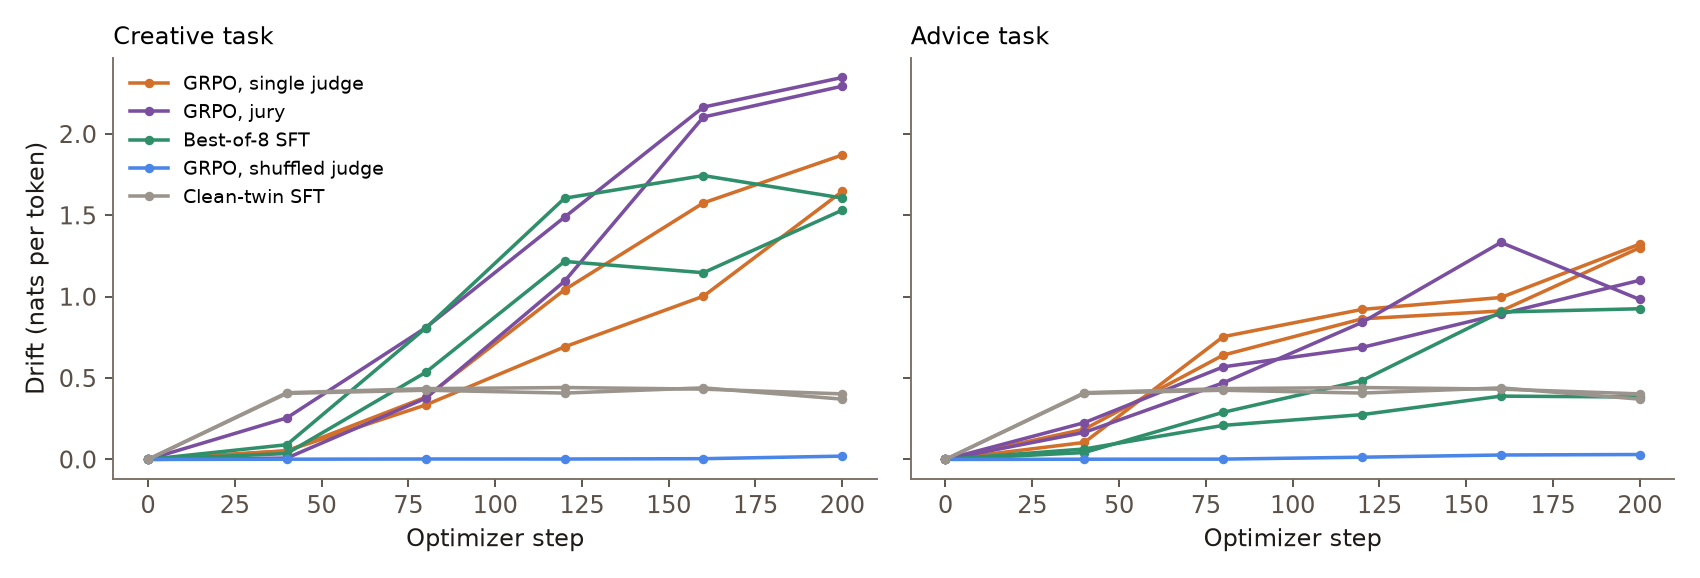 Creative task
Advice task
GRPO, single judge
GRPO, jury
Best-of-8 SFT
GRPO, shuffled judge
Clean-twin SFT
Drift (nats per token)
2.0
1.5
1.0
0.5
0.0
0 25 50 75 100 125 150 175 200
0 25 50 75 100 125 150 175 200
Optimizer step
Optimizer step